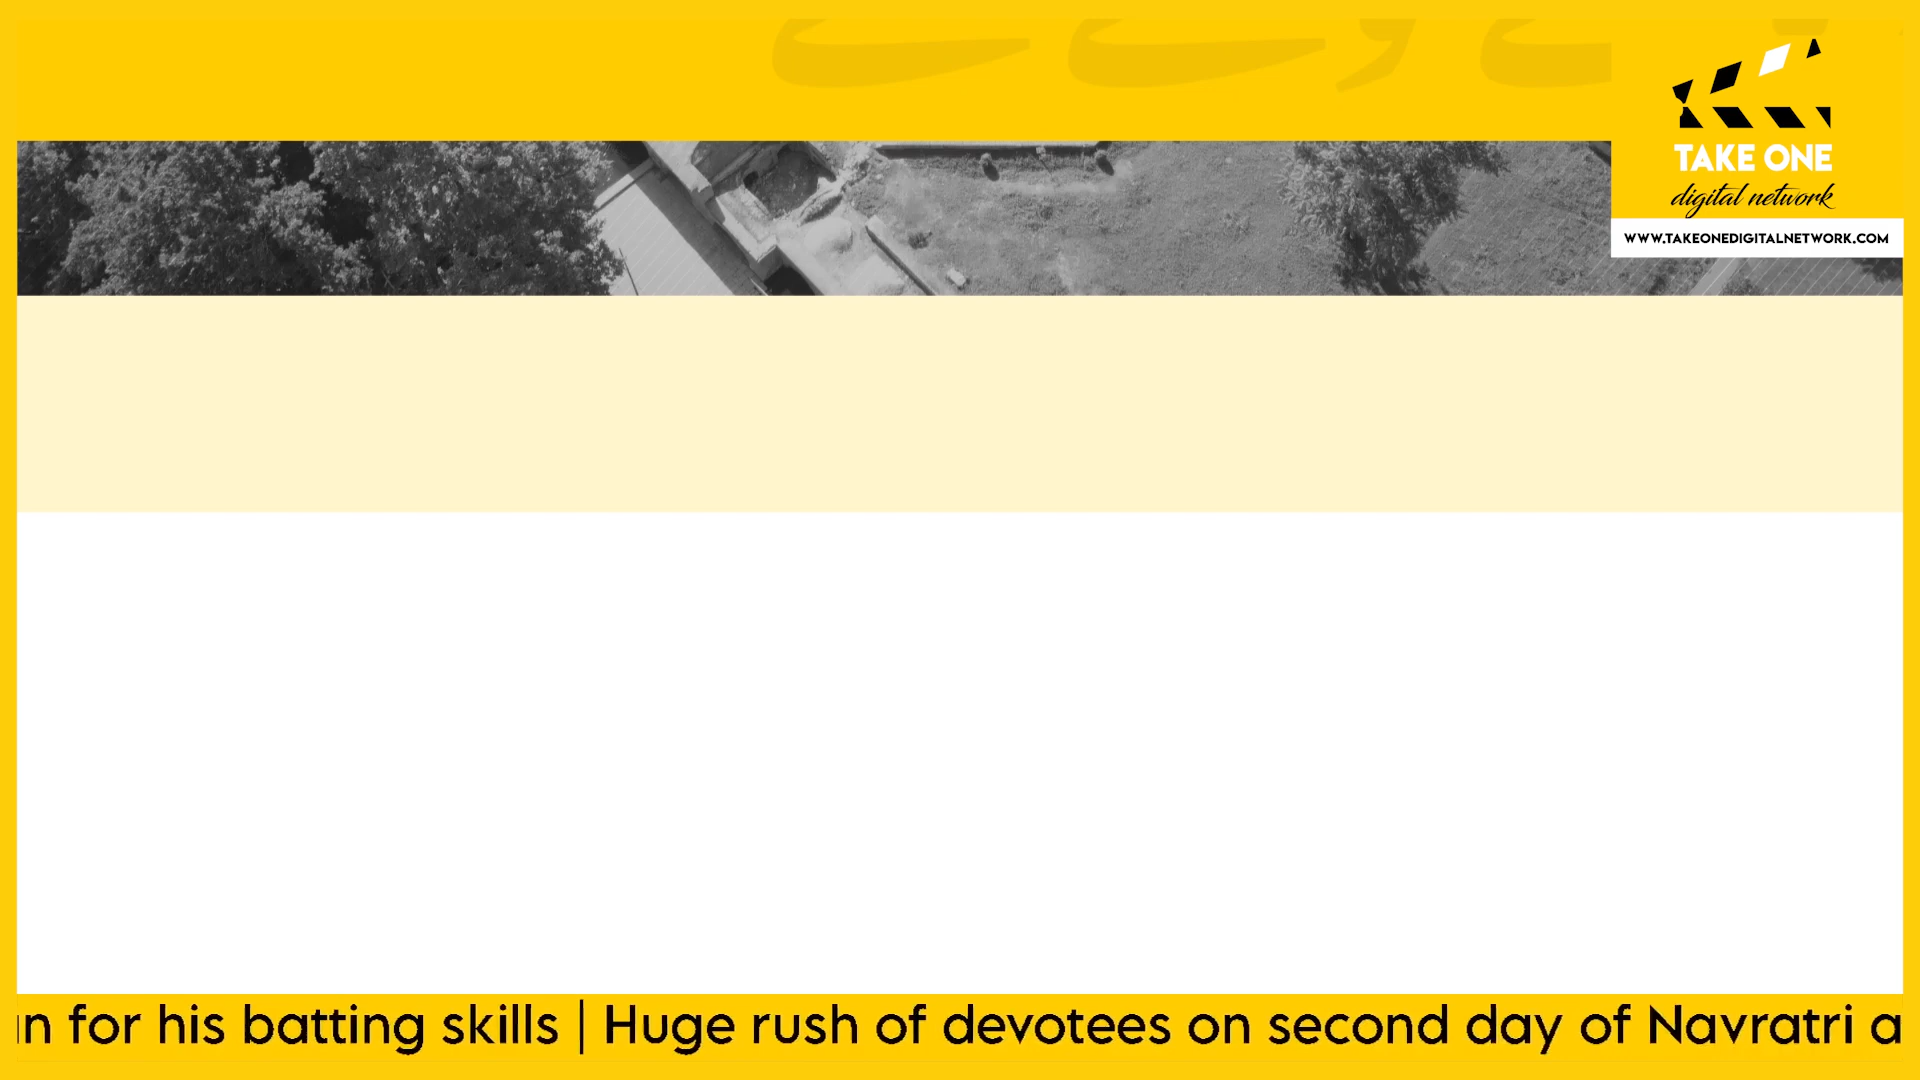 TAKE ONE
digital network
WWW.TAKEONEDIGITALNETWORK.COM
for his batting skills | Huge rush of devotees on second day of Navratri a